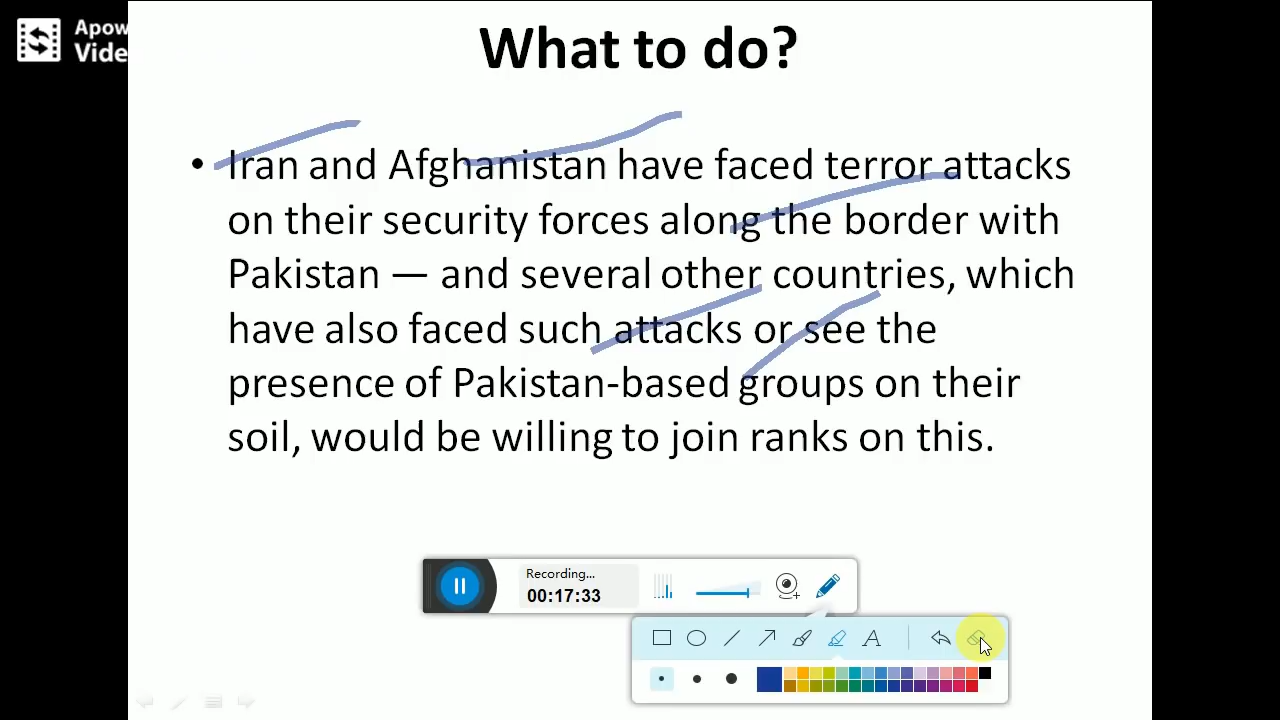 Apow
Vide
What to do?
• Iran and Afghanistan have faced terror attacks
on their security forces along the border with
Pakistan — and several other countries, which
have also faced such attacks or see the
presence of Pakistan-based groups on their
soil, would be willing to join ranks on this.
Recording...
00:17:33
A